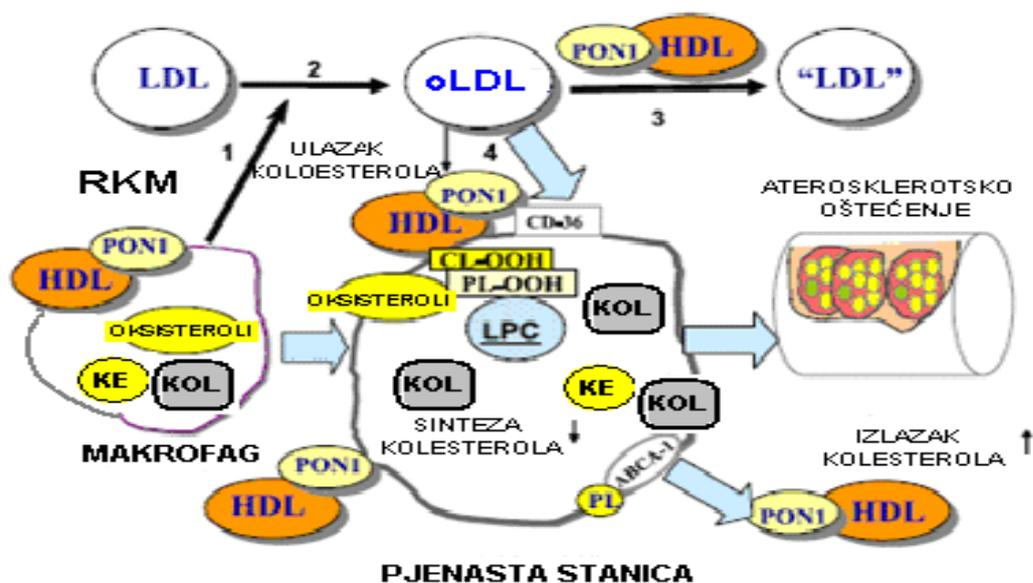 LDL
2
oLDL
PON1
HDL
“LDL”
3
1
ULAZAK
KOLOESTEROLA
4
RKM
PON1
HDL
CD-36
ATEROSKLEROTSKO
OŠTEĆENJE
PON1
HDL
CL-OOH
PL-OOH
OKSISTEROLI
LPC
KOL
OKSISTEROLI
KE
KOL
KOL
KE
KOL
SINTEZA
KOLESTEROLA ↓
MAKROFAG
IZLAZAK ↑
KOLESTEROLA
PON1
HDL
ABCA-1
PL
PON1
HDL
PJENASTA STANICA